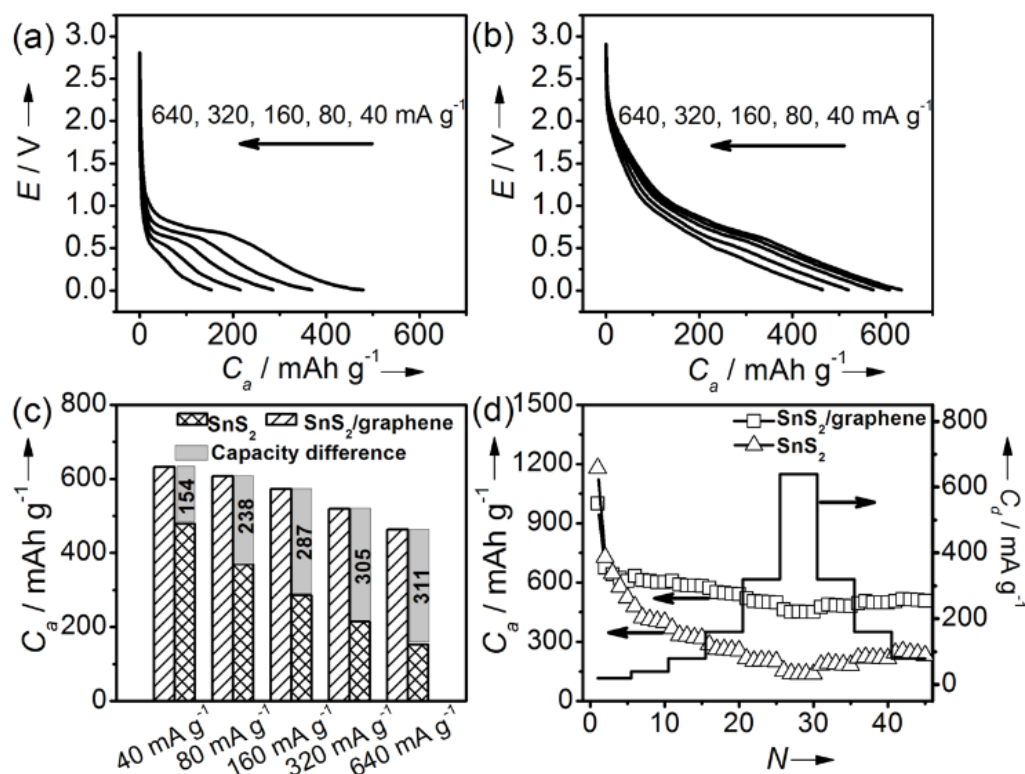 (a)
3.0
2.5
2.0
1.5
1.0
0.5
0.0
E / V
640, 320, 160, 80, 40 mA g⁻¹
0 200 400 600
Cₐ / mAh g⁻¹
(b)
3.0
2.5
2.0
1.5
1.0
0.5
0.0
E / V
640, 320, 160, 80, 40 mA g⁻¹
0 200 400 600
Cₐ / mAh g⁻¹
(c)
800
600
400
200
0
Cₐ / mAh g⁻¹
SnS₂ SnS₂/graphene
Capacity difference
154
238
287
305
311
40 mA g⁻¹
80 mA g⁻¹
160 mA g⁻¹
320 mA g⁻¹
640 mA g⁻¹
(d)
1500
1200
900
600
300
0
Cₐ / mAh g⁻¹
SnS₂/graphene
SnS₂
800
600
400
200
0
C_d / mA g⁻¹
0 10 20 30 40
N